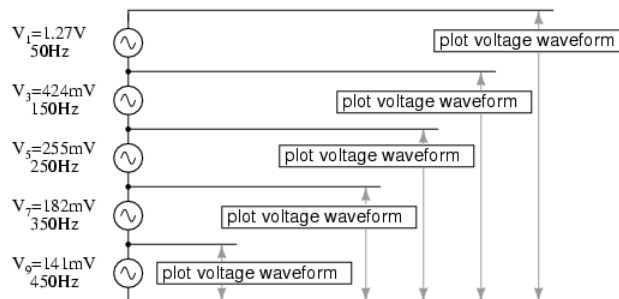 V₁=1.27V
50Hz
plot voltage waveform
V₃=424mV
150Hz
plot voltage waveform
V₅=255mV
250Hz
plot voltage waveform
V₇=182mV
350Hz
plot voltage waveform
V₉=141mV
450Hz
plot voltage waveform